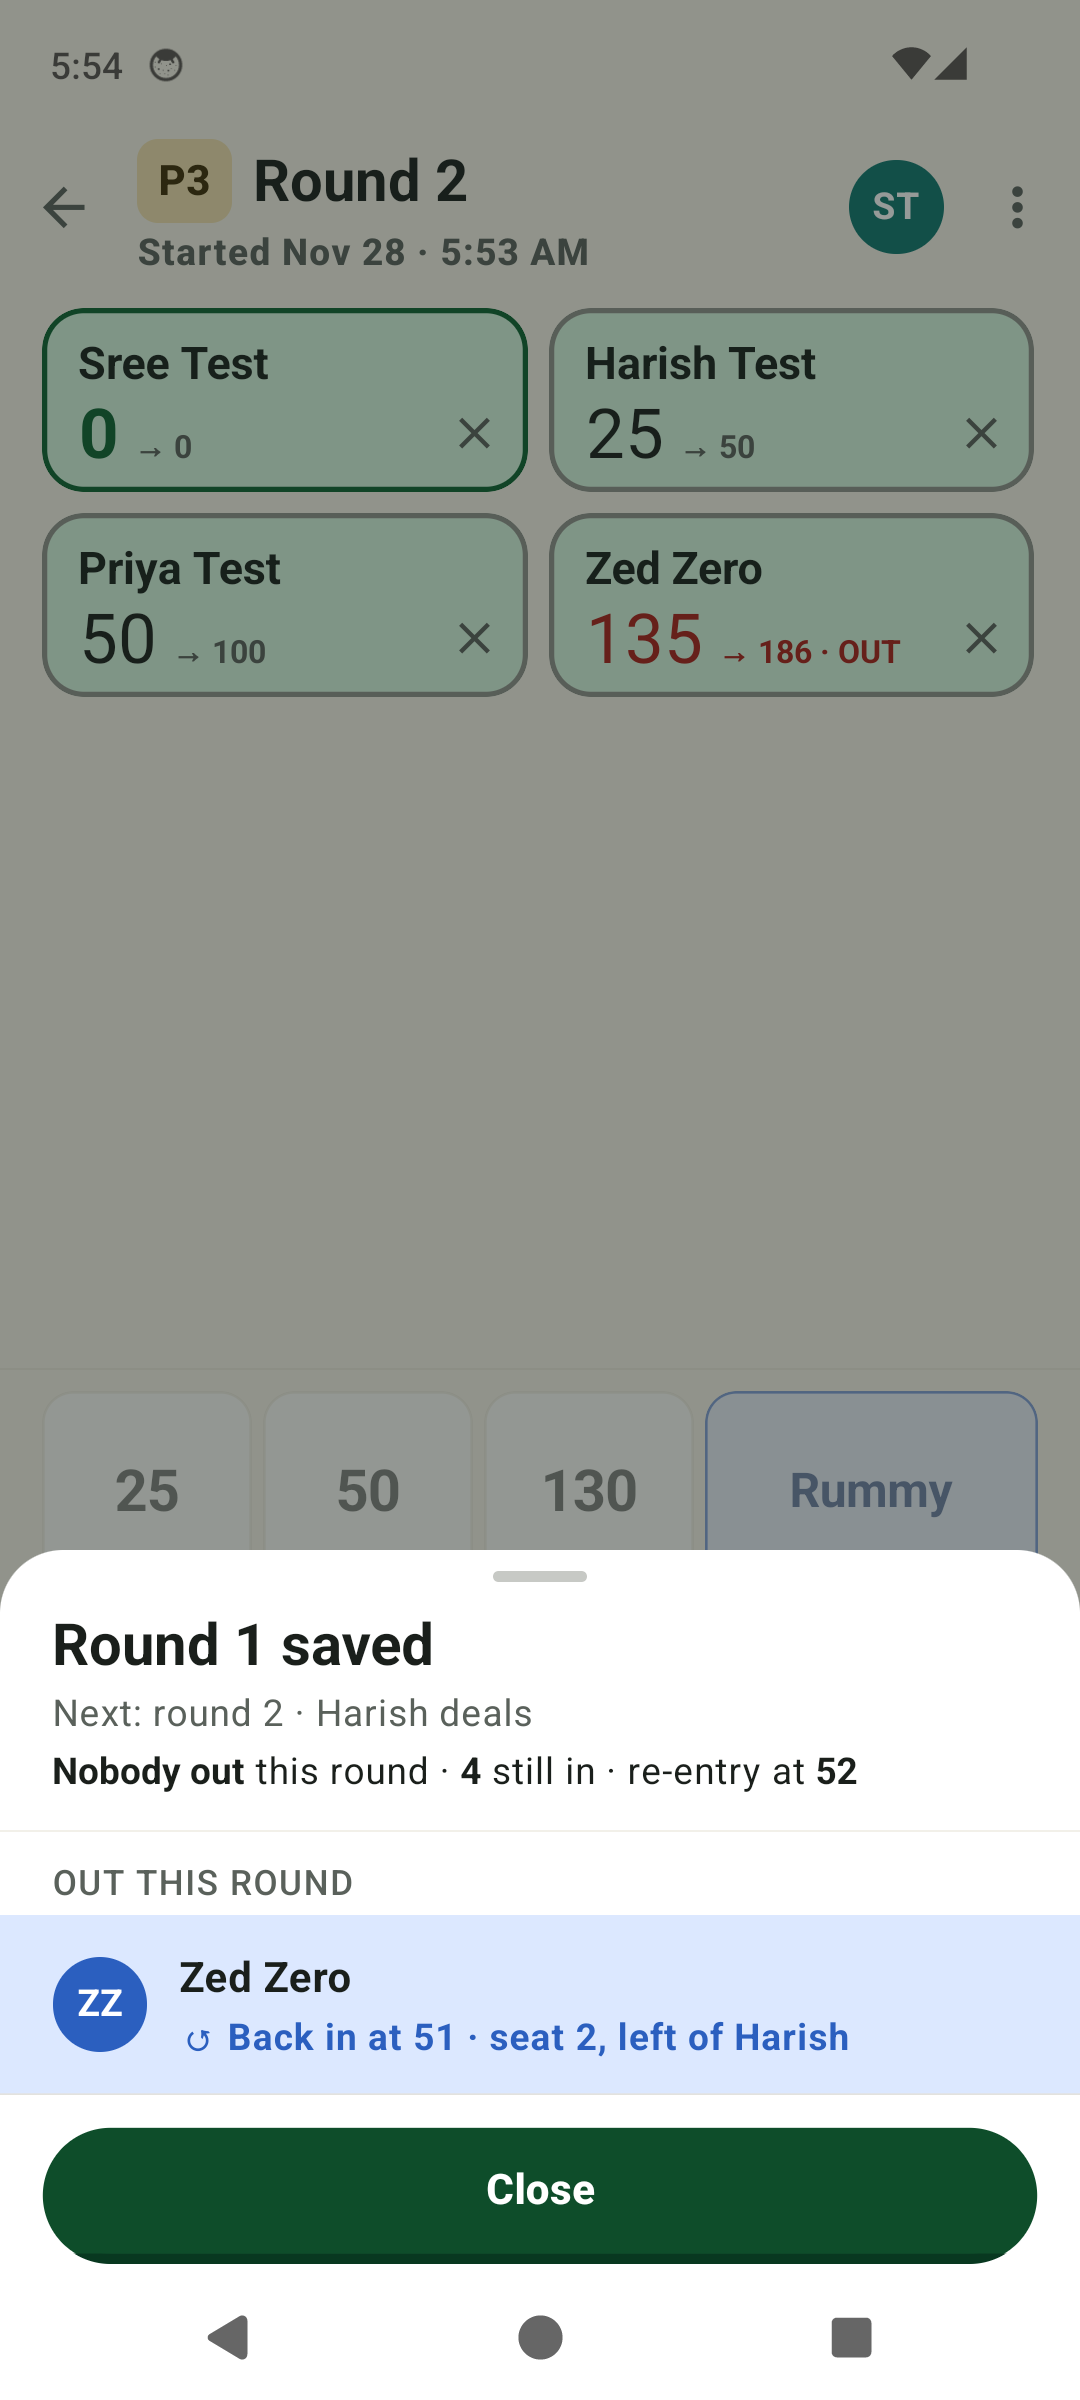 5:54
P3 Round 2
ST
Started Nov 28 · 5:53 AM
Sree Test
0 → 0
Harish Test
25 → 50
Priya Test
50 → 100
Zed Zero
135 → 186 · OUT
25
50
130
Rummy
Round 1 saved
Next: round 2 · Harish deals
Nobody out this round · 4 still in · re-entry at 52
OUT THIS ROUND
ZZ
Zed Zero
↺ Back in at 51 · seat 2, left of Harish
Close